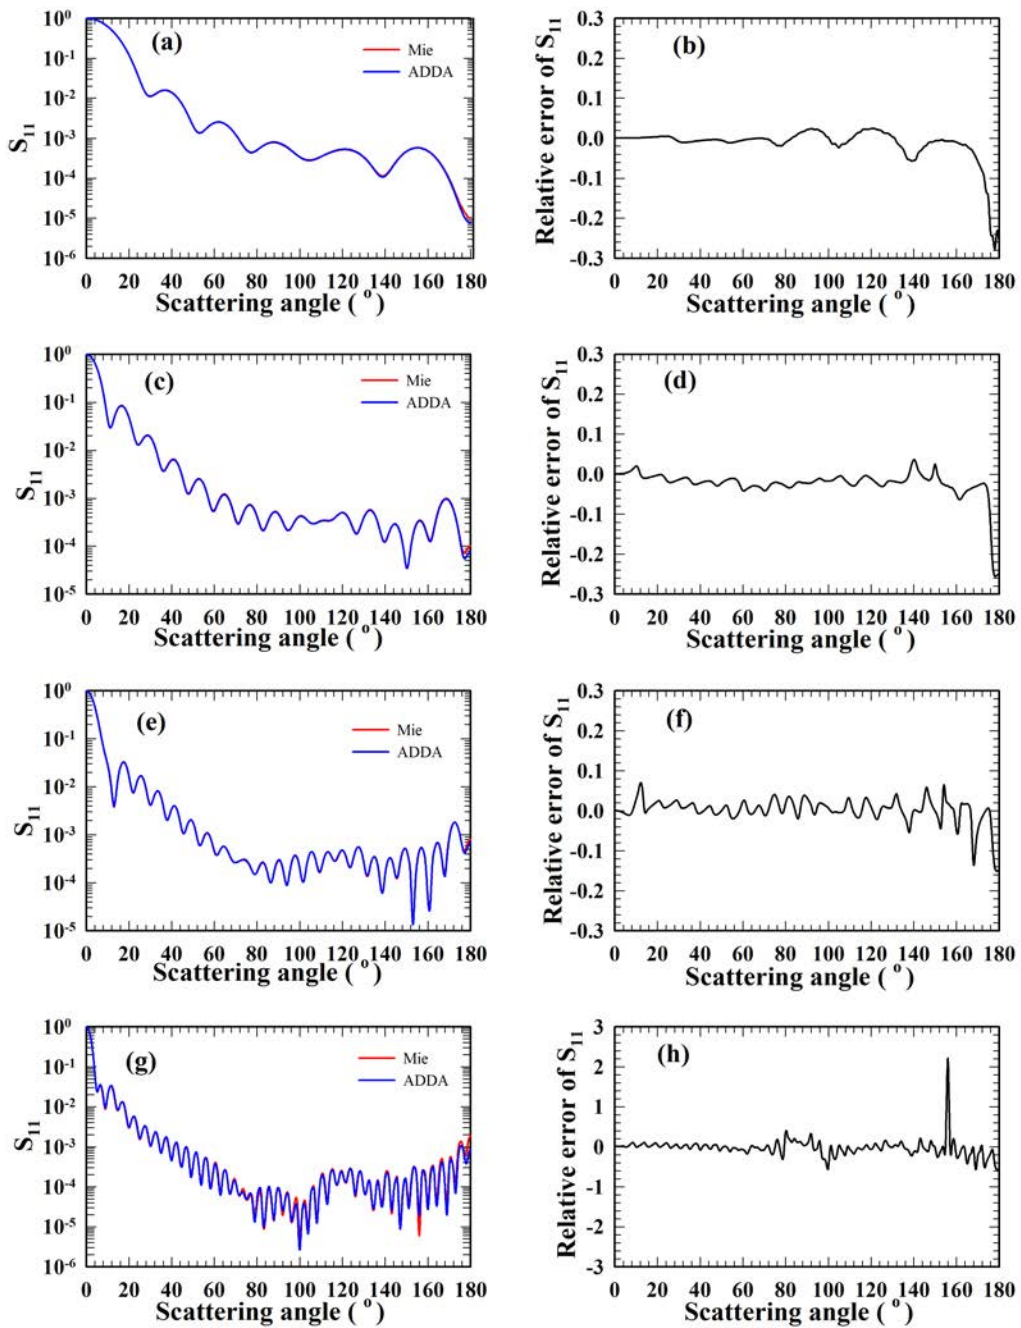 (a)
Mie
ADDA
S11
10^0
10^-1
10^-2
10^-3
10^-4
10^-5
10^-6
0 20 40 60 80 100 120 140 160 180
Scattering angle ( °)
(b)
Relative error of S11
0.3
0.2
0.1
0.0
-0.1
-0.2
-0.3
0 20 40 60 80 100 120 140 160 180
Scattering angle ( °)
(c)
Mie
ADDA
S11
10^0
10^-1
10^-2
10^-3
10^-4
10^-5
0 20 40 60 80 100 120 140 160 180
Scattering angle ( °)
(d)
Relative error of S11
0.3
0.2
0.1
0.0
-0.1
-0.2
-0.3
0 20 40 60 80 100 120 140 160 180
Scattering angle ( °)
(e)
Mie
ADDA
S11
10^0
10^-1
10^-2
10^-3
10^-4
10^-5
0 20 40 60 80 100 120 140 160 180
Scattering angle ( °)
(f)
Relative error of S11
0.3
0.2
0.1
0.0
-0.1
-0.2
-0.3
0 20 40 60 80 100 120 140 160 180
Scattering angle ( °)
(g)
Mie
ADDA
S11
10^0
10^-1
10^-2
10^-3
10^-4
10^-5
10^-6
0 20 40 60 80 100 120 140 160 180
Scattering angle ( °)
(h)
Relative error of S11
3
2
1
0
-1
-2
-3
0 20 40 60 80 100 120 140 160 180
Scattering angle ( °)